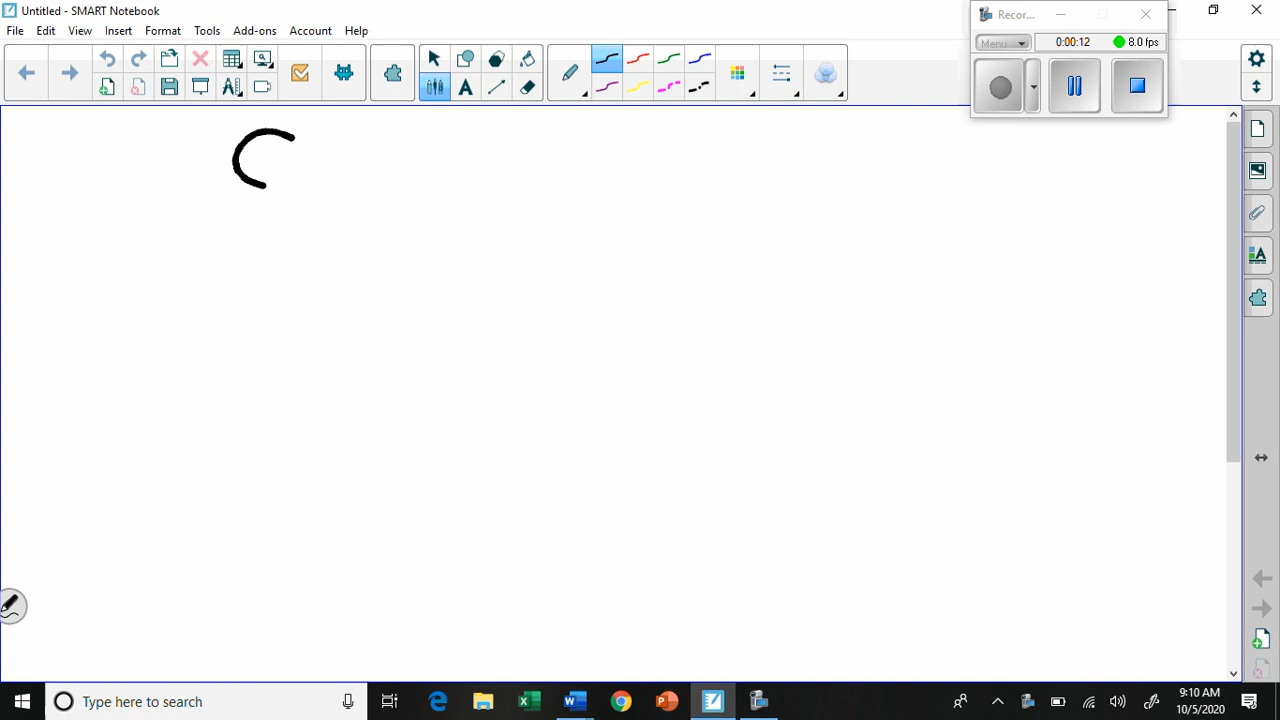 Untitled - SMART Notebook
Recor...
File Edit View Insert Format Tools Add-ons Account Help
Menu 0:00:12 8.0 fps
C
Type here to search
9:10 AM
10/5/2020